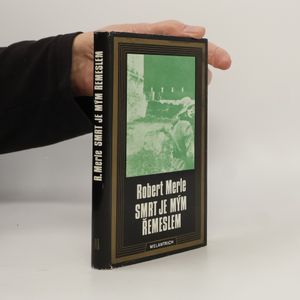 R. Merle SMRT JE MÝM ŘEMESLEM
Robert Merle
SMRT JE MÝM
ŘEMESLEM
MELANTRICH